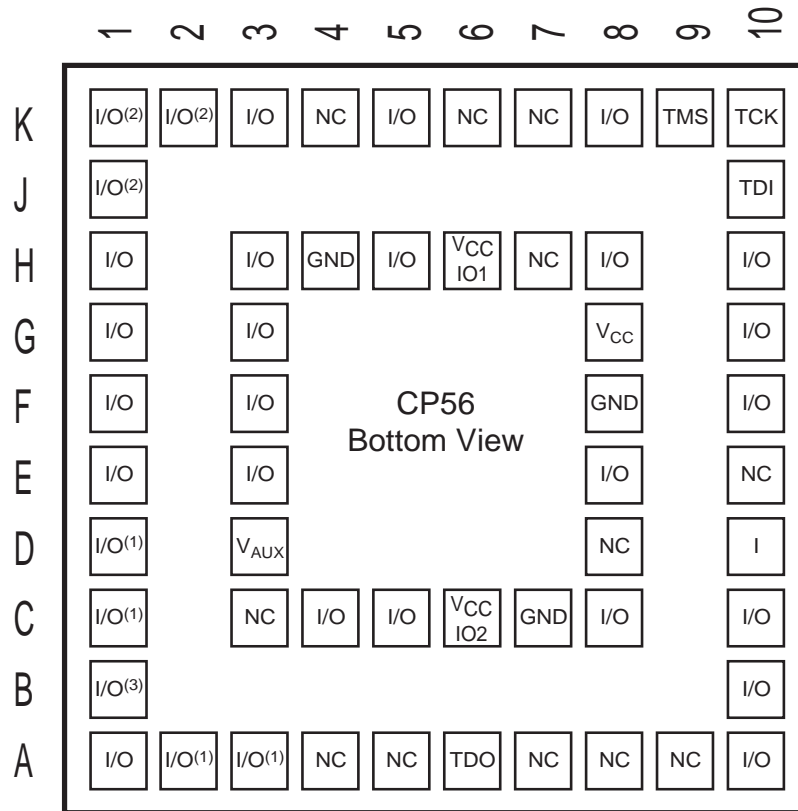 1 2 3 4 5 6 7 8 9 10
K I/O(2) I/O(2) I/O NC I/O NC NC I/O TMS TCK
J I/O(2) TDI
H I/O I/O GND I/O VCC IO1 NC I/O I/O
G I/O I/O VCC I/O
F I/O I/O GND I/O
CP56
Bottom View
E I/O I/O I/O NC
D I/O(1) VAUX NC I
C I/O(1) NC I/O I/O VCC IO2 GND I/O I/O
B I/O(3) I/O
A I/O I/O(1) I/O(1) NC NC TDO NC NC NC I/O